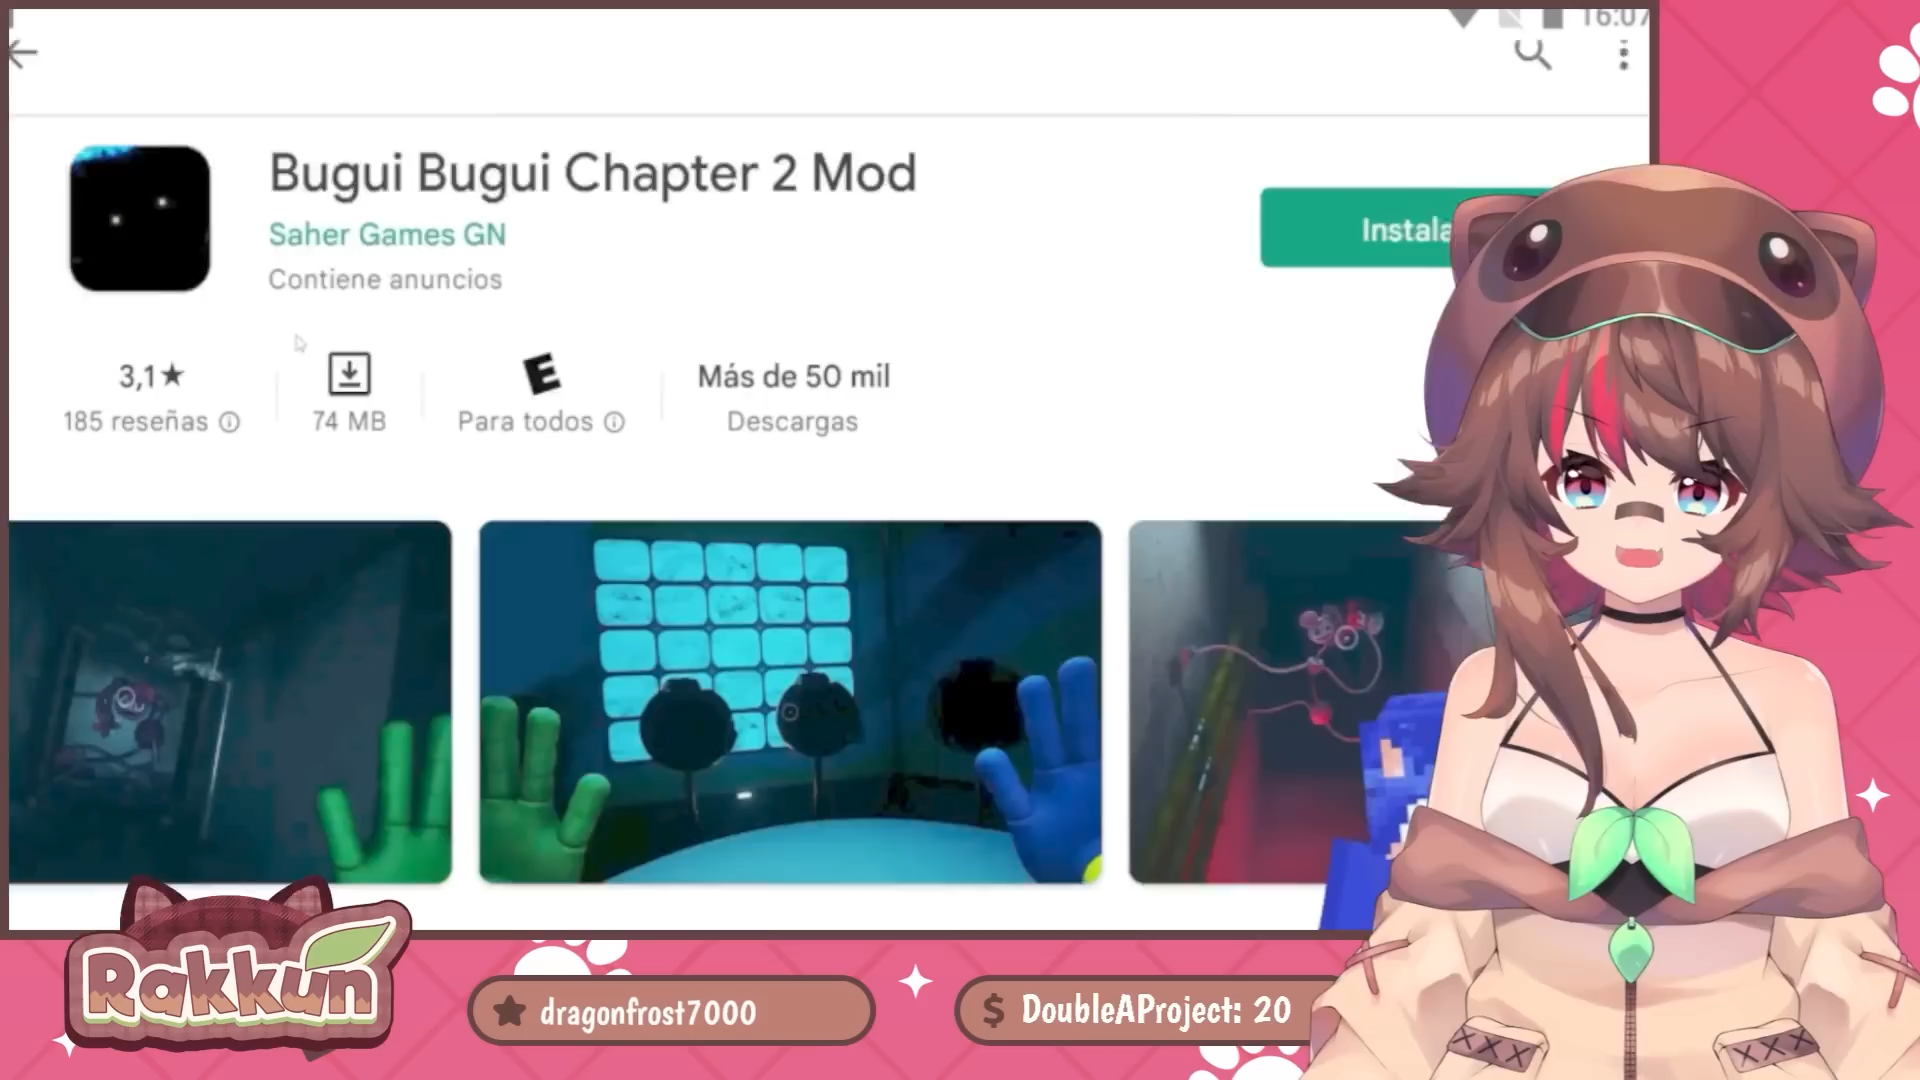 16:07
Bugui Bugui Chapter 2 Mod
Saher Games GN
Contiene anuncios
Instala
3,1★
185 reseñas
74 MB
E
Para todos
Más de 50 mil
Descargas
Rakkun
dragonfrost7000
$ DoubleAProject: 20